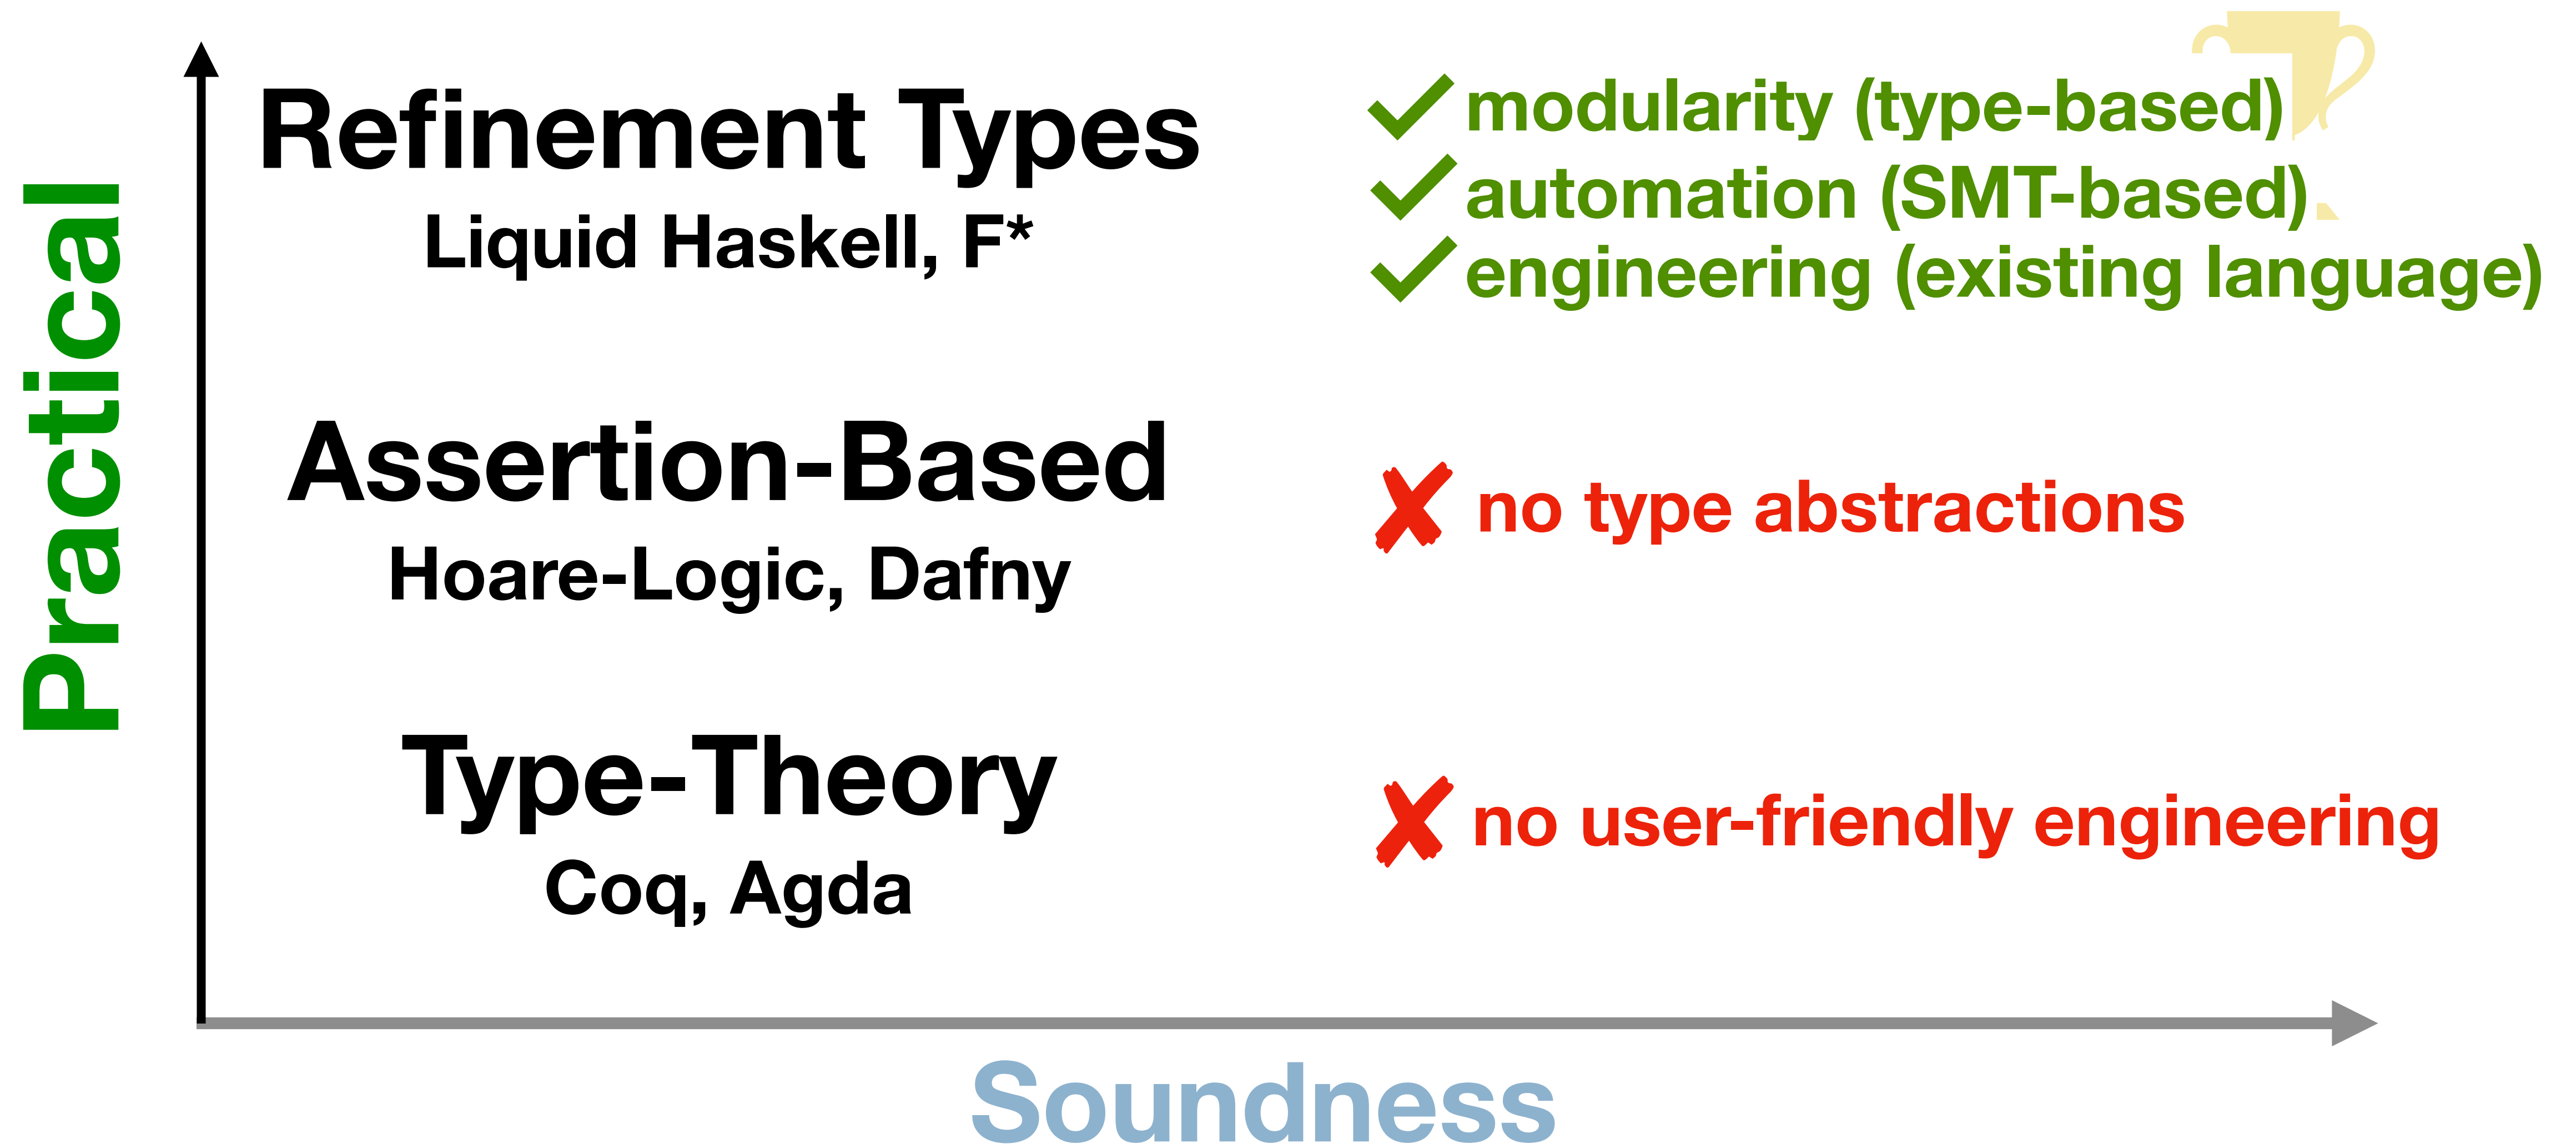 Practical
Refinement Types
Liquid Haskell, F*
modularity (type-based)
automation (SMT-based)
engineering (existing language)
Assertion-Based
Hoare-Logic, Dafny
no type abstractions
Type-Theory
Coq, Agda
no user-friendly engineering
Soundness